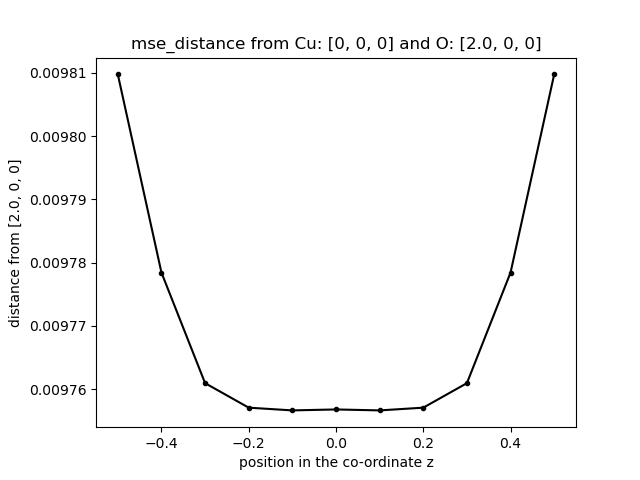 mse_distance from Cu: [0, 0, 0] and O: [2.0, 0, 0]
distance from [2.0, 0, 0]
0.00981
0.00980
0.00979
0.00978
0.00977
0.00976
−0.4 −0.2 0.0 0.2 0.4
position in the co-ordinate z